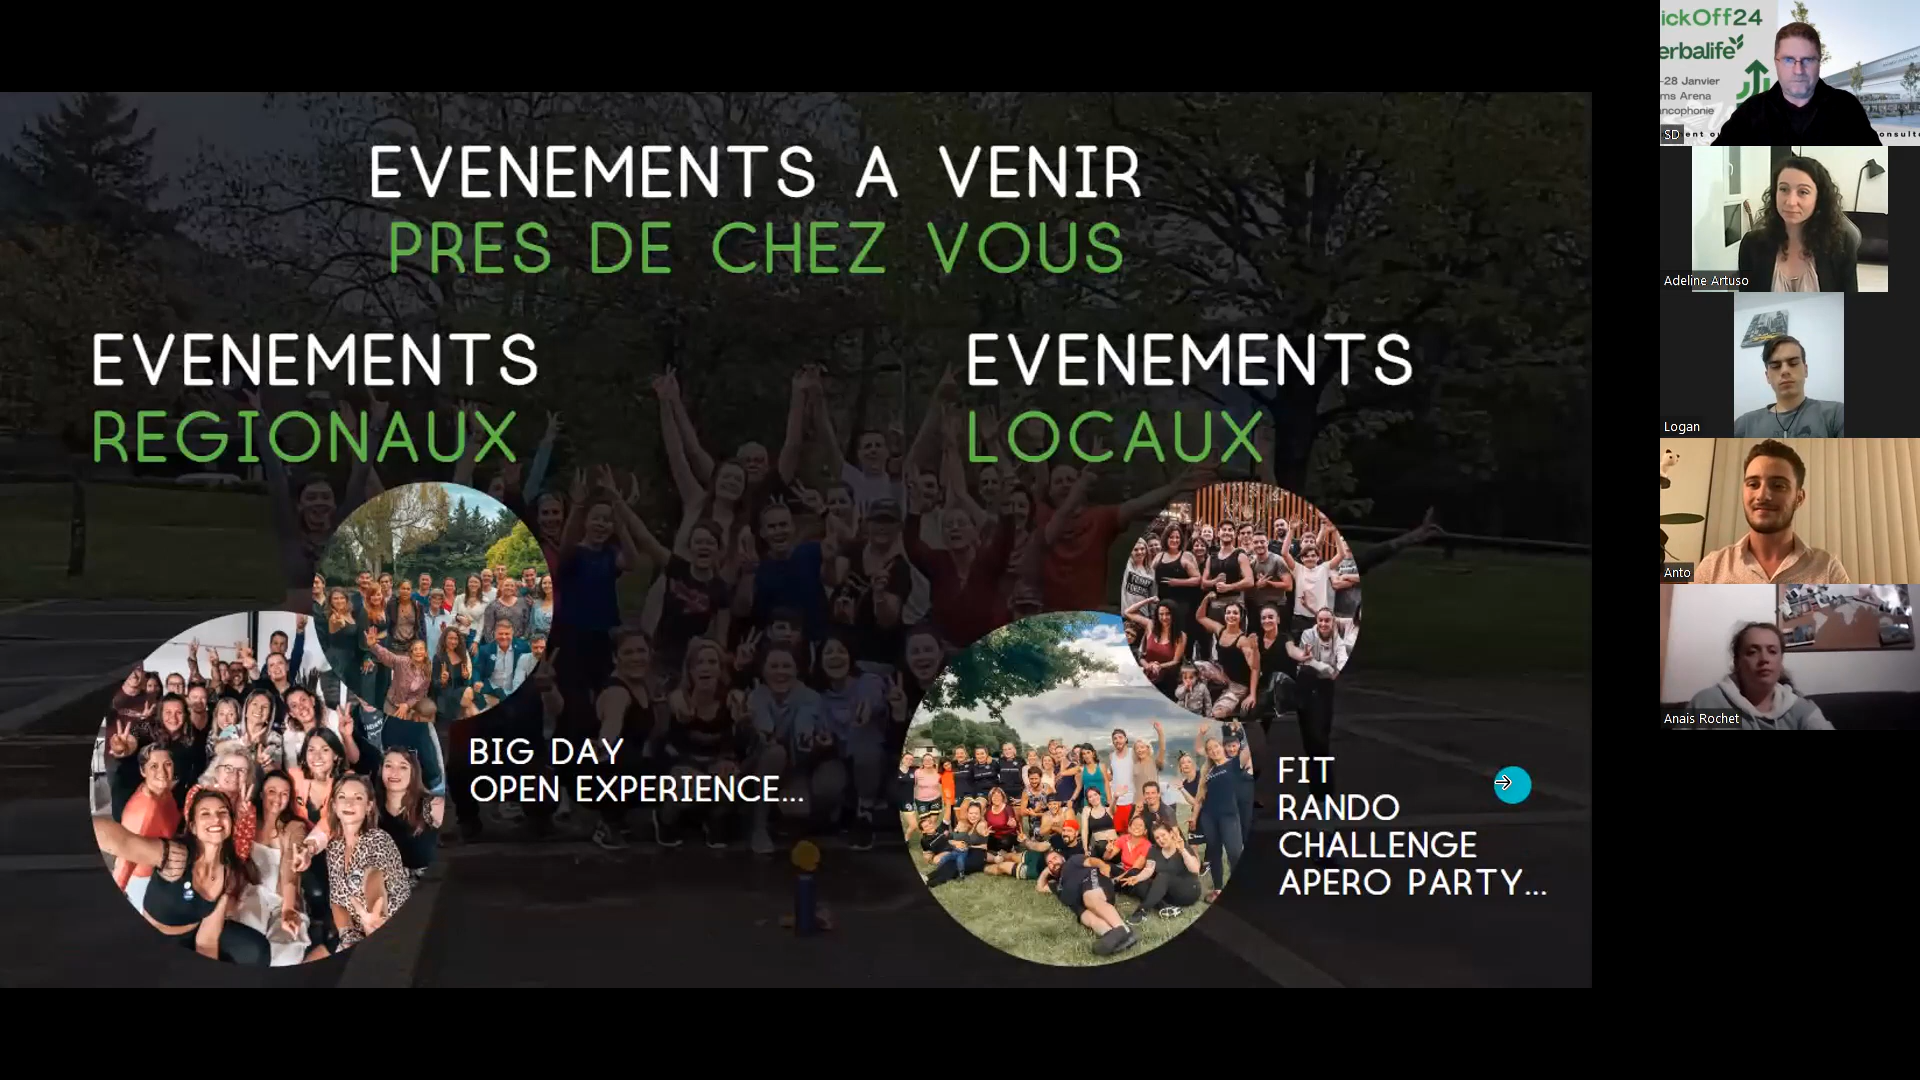 EVENEMENTS A VENIR
PRES DE CHEZ VOUS
EVENEMENTS
REGIONAUX
EVENEMENTS
LOCAUX
BIG DAY
OPEN EXPERIENCE...
FIT
RANDO
CHALLENGE
APERO PARTY...
ickOff24
erbalife
-28 Janvier
ms Arena
ncophonie
SD
Adeline Artuso
Logan
Anto
Anais Rochet